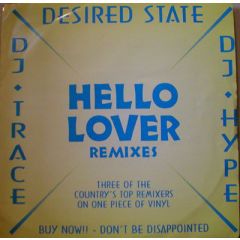 DESIRED STATE
DJ·TRACE
DJ·HYPE
HELLO
LOVER
REMIXES
THREE OF THE
COUNTRY'S TOP REMIXERS
ON ONE PIECE OF VINYL
BUY NOW!! - DON'T BE DISAPPOINTED